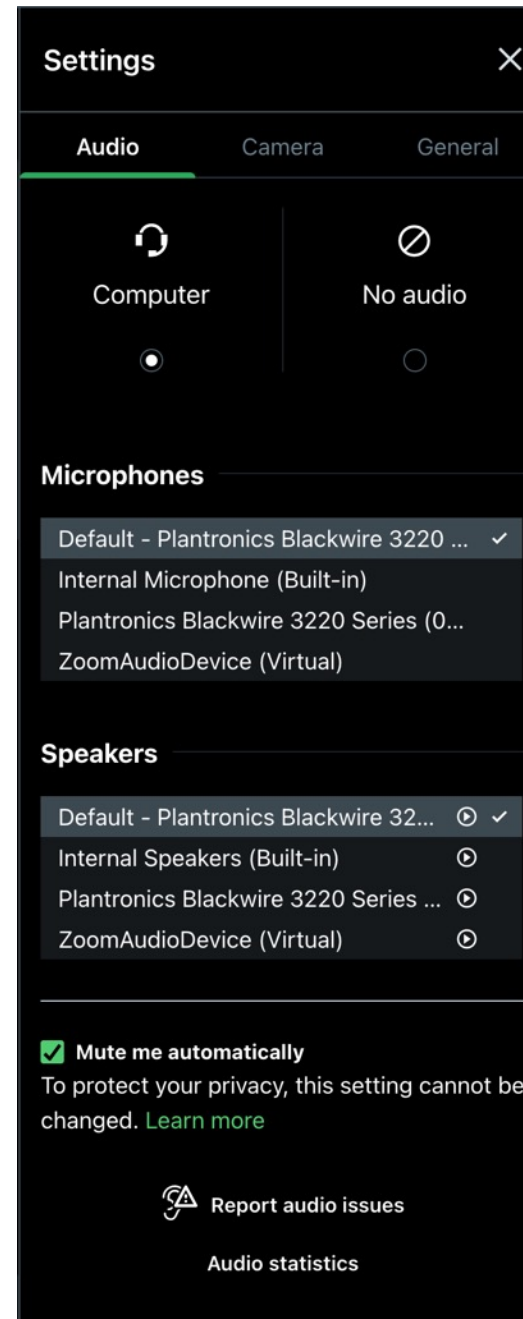 Settings
Audio Camera General
Computer No audio
Microphones
Default - Plantronics Blackwire 3220 ...
Internal Microphone (Built-in)
Plantronics Blackwire 3220 Series (0...
ZoomAudioDevice (Virtual)
Speakers
Default - Plantronics Blackwire 32...
Internal Speakers (Built-in)
Plantronics Blackwire 3220 Series ...
ZoomAudioDevice (Virtual)
Mute me automatically
To protect your privacy, this setting cannot be
changed. Learn more
Report audio issues
Audio statistics